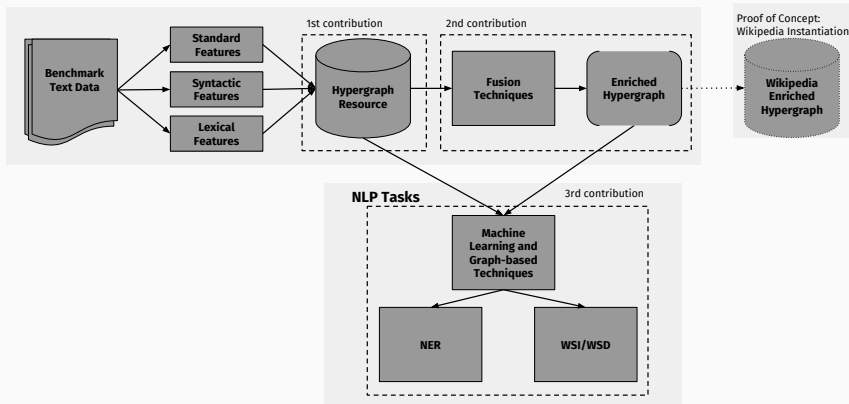 1st contribution
2nd contribution
Proof of Concept:
Wikipedia Instantiation
Benchmark
Text Data
Standard
Features
Syntactic
Features
Lexical
Features
Hypergraph
Resource
Fusion
Techniques
Enriched
Hypergraph
Wikipedia
Enriched
Hypergraph
NLP Tasks
3rd contribution
Machine
Learning and
Graph-based
Techniques
NER
WSI/WSD